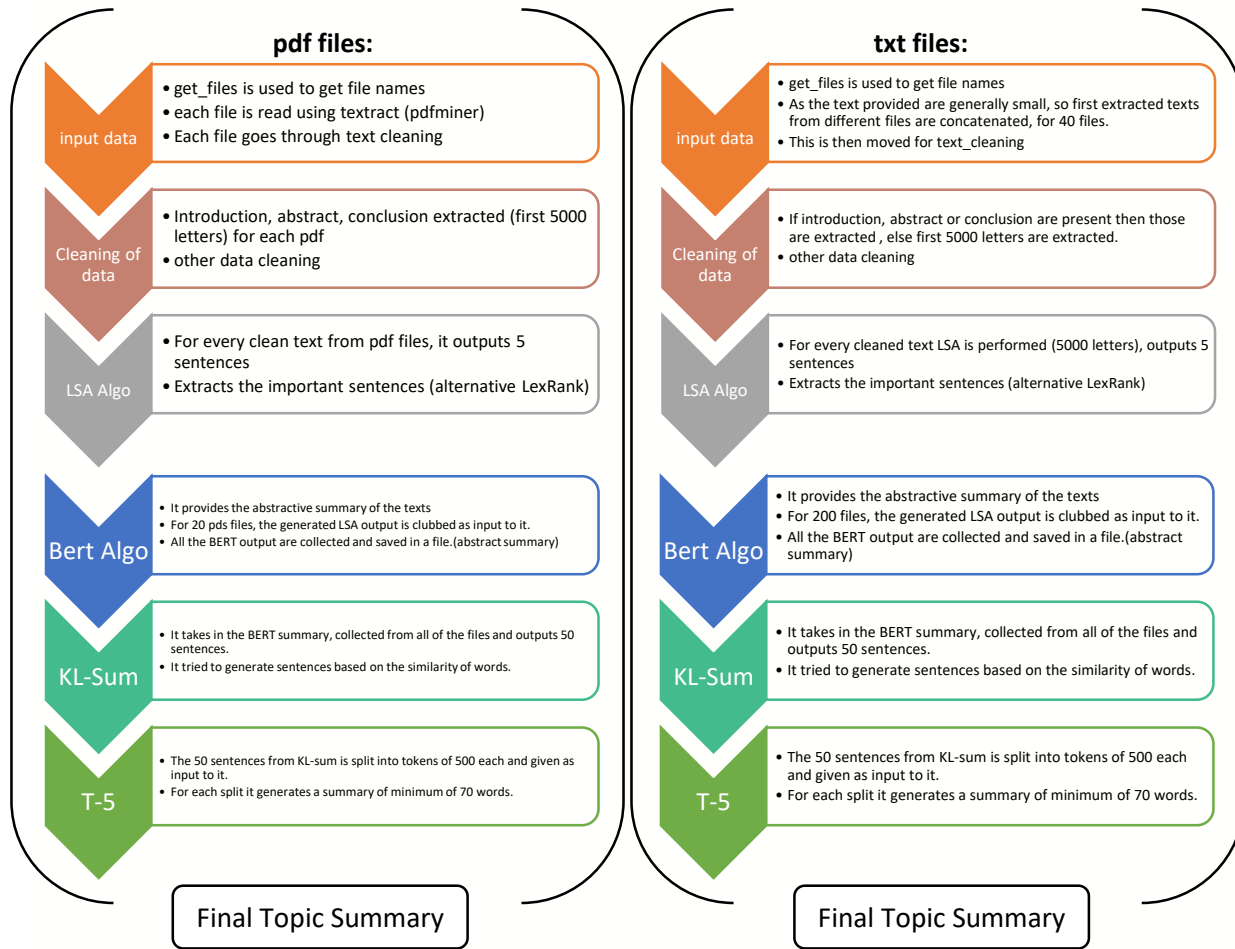 pdf files:
input data
• get_files is used to get file names
• each file is read using textract (pdfminer)
• Each file goes through text cleaning
Cleaning of
data
• Introduction, abstract, conclusion extracted (first 5000
letters) for each pdf
• other data cleaning
LSA Algo
• For every clean text from pdf files, it outputs 5
sentences
• Extracts the important sentences (alternative LexRank)
Bert Algo
• It provides the abstractive summary of the texts
• For 20 pds files, the generated LSA output is clubbed as input to it.
• All the BERT output are collected and saved in a file.(abstract summary)
KL-Sum
• It takes in the BERT summary, collected from all of the files and outputs 50
sentences.
• It tried to generate sentences based on the similarity of words.
T-5
• The 50 sentences from KL-sum is split into tokens of 500 each and given as
input to it.
• For each split it generates a summary of minimum of 70 words.
Final Topic Summary
txt files:
input data
• get_files is used to get file names
• As the text provided are generally small, so first extracted texts
from different files are concatenated, for 40 files.
• This is then moved for text_cleaning
Cleaning of
data
• If introduction, abstract or conclusion are present then those
are extracted , else first 5000 letters are extracted.
• other data cleaning
LSA Algo
• For every cleaned text LSA is performed (5000 letters), outputs 5
sentences
• Extracts the important sentences (alternative LexRank)
Bert Algo
• It provides the abstractive summary of the texts
• For 200 files, the generated LSA output is clubbed as input to it.
• All the BERT output are collected and saved in a file.(abstract
summary)
KL-Sum
• It takes in the BERT summary, collected from all of the files and
outputs 50 sentences.
• It tried to generate sentences based on the similarity of words.
T-5
• The 50 sentences from KL-sum is split into tokens of 500 each
and given as input to it.
• For each split it generates a summary of minimum of 70 words.
Final Topic Summary